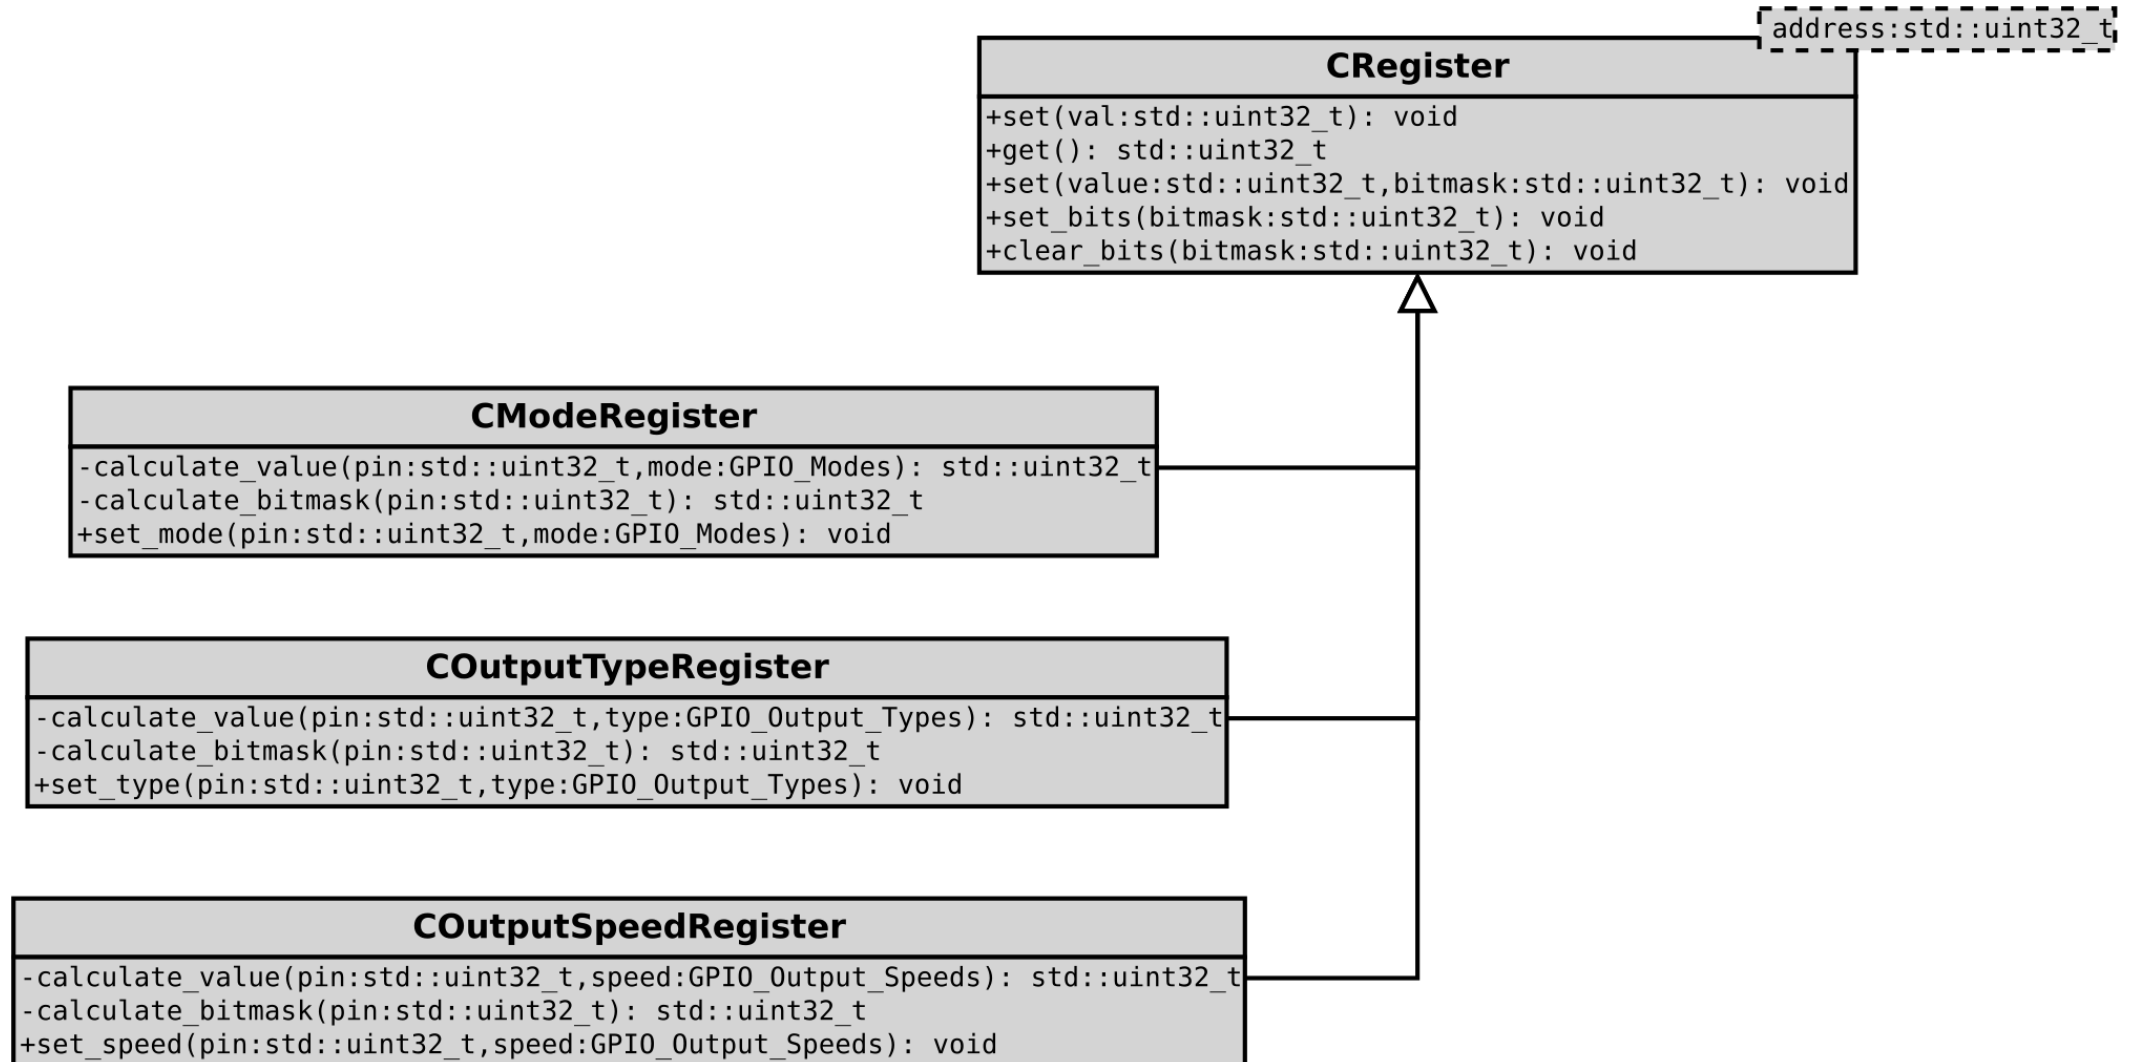 address:std::uint32_t
CRegister
+set(val:std::uint32_t): void
+get(): std::uint32_t
+set(value:std::uint32_t,bitmask:std::uint32_t): void
+set_bits(bitmask:std::uint32_t): void
+clear_bits(bitmask:std::uint32_t): void
CModeRegister
-calculate_value(pin:std::uint32_t,mode:GPIO_Modes): std::uint32_t
-calculate_bitmask(pin:std::uint32_t): std::uint32_t
+set_mode(pin:std::uint32_t,mode:GPIO_Modes): void
COutputTypeRegister
-calculate_value(pin:std::uint32_t,type:GPIO_Output_Types): std::uint32_t
-calculate_bitmask(pin:std::uint32_t): std::uint32_t
+set_type(pin:std::uint32_t,type:GPIO_Output_Types): void
COutputSpeedRegister
-calculate_value(pin:std::uint32_t,speed:GPIO_Output_Speeds): std::uint32_t
-calculate_bitmask(pin:std::uint32_t): std::uint32_t
+set_speed(pin:std::uint32_t,speed:GPIO_Output_Speeds): void